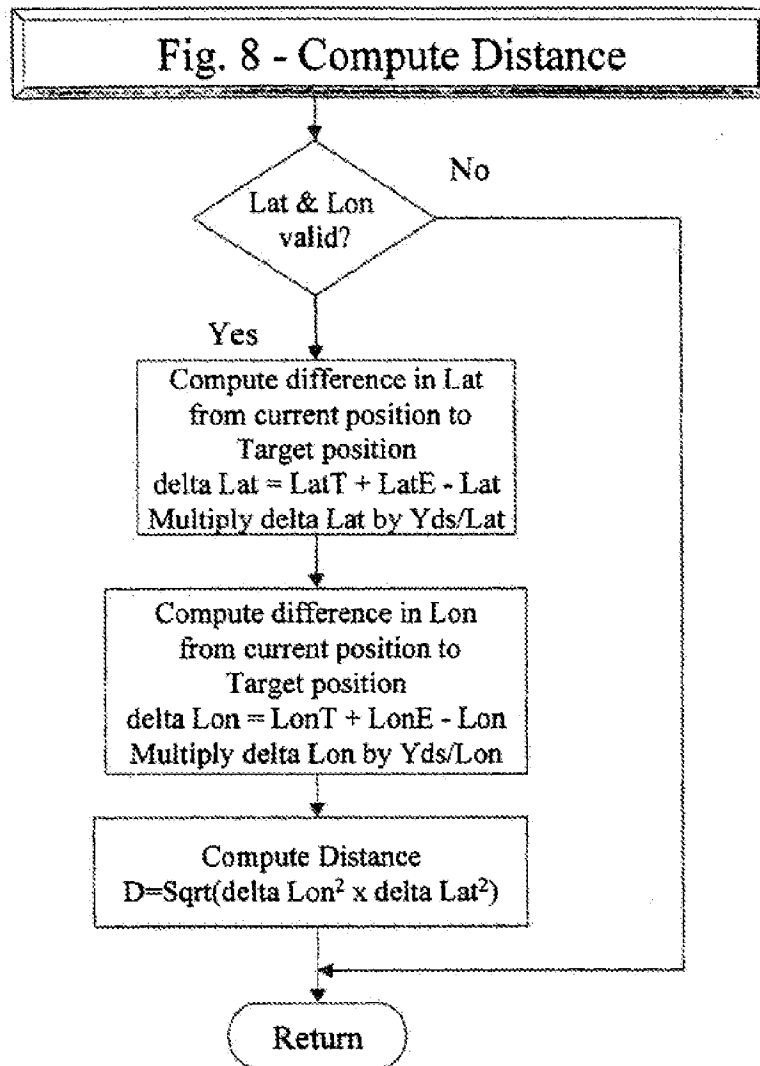 Fig. 8 - Compute Distance
Lat & Lon
valid?
No
Yes
Compute difference in Lat
from current position to
Target position
delta Lat = LatT + LatE - Lat
Multiply delta Lat by Yds/Lat
Compute difference in Lon
from current position to
Target position
delta Lon = LonT + LonE - Lon
Multiply delta Lon by Yds/Lon
Compute Distance
D=Sqrt(delta Lon² x delta Lat²)
Return